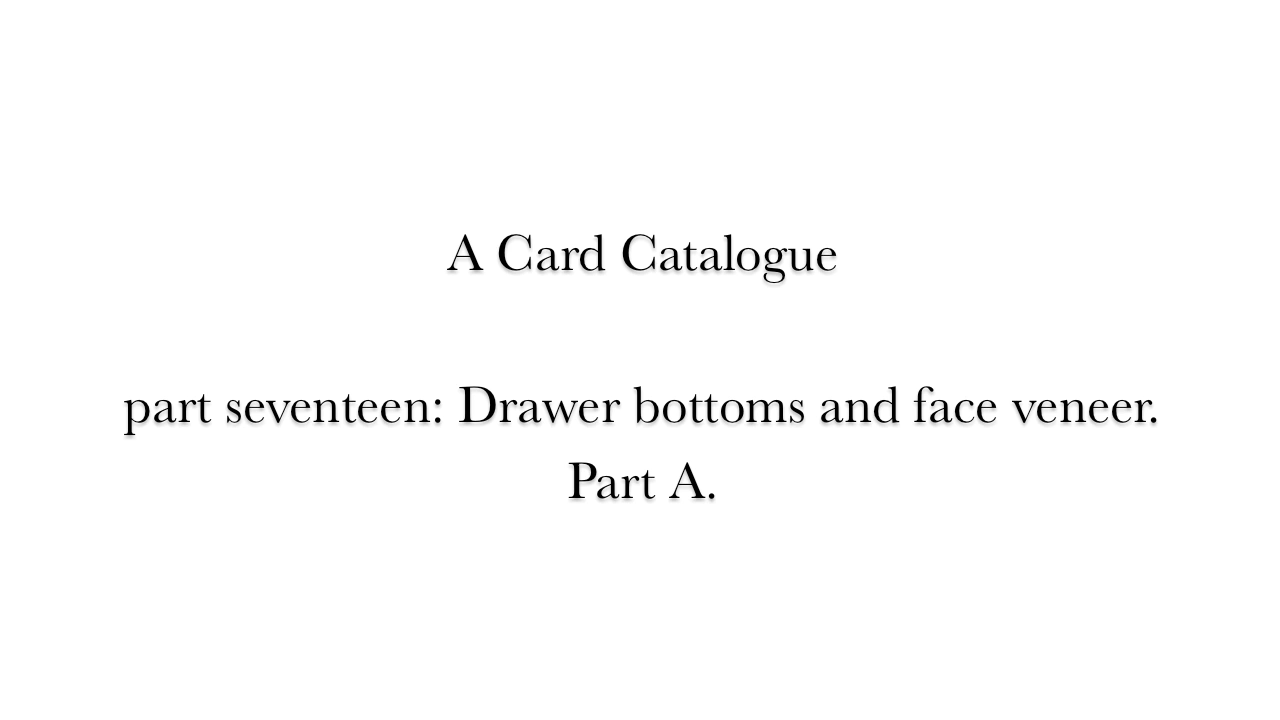 A Card Catalogue
part seventeen: Drawer bottoms and face veneer.
Part A.